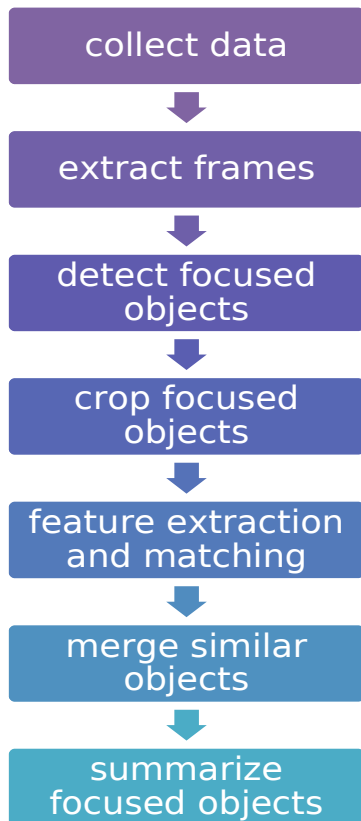 collect data
extract frames
detect focused
objects
crop focused
objects
feature extraction
and matching
merge similar
objects
summarize
focused objects